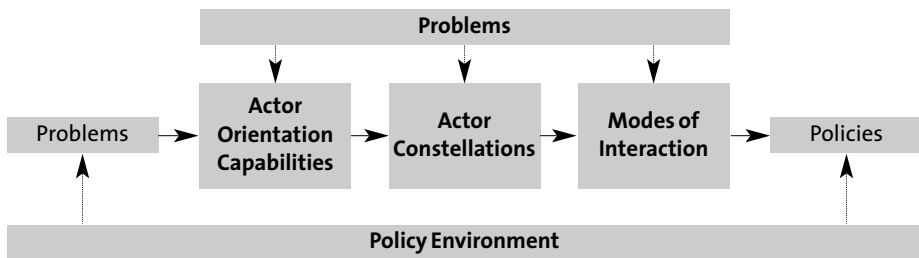 Problems
Problems
Actor
Orientation
Capabilities
Actor
Constellations
Modes of
Interaction
Policies
Policy Environment